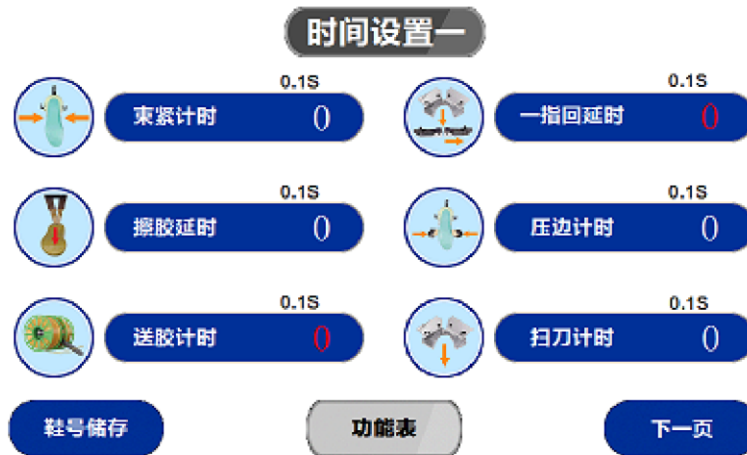 时间设置一
0.1S 0.1S
束紧计时 0 一指回延时 0
0.1S 0.1S
擦胶延时 0 压边计时 0
0.1S 0.1S
送胶计时 0 扫刀计时 0
鞋号储存 功能表 下一页